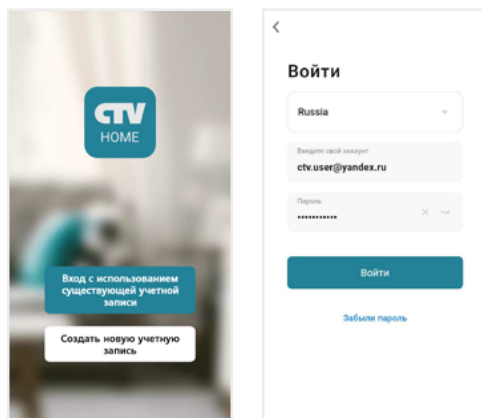 CTV
HOME
Вход с использованием
существующей учетной
записи
Создать новую учетную
запись
Войти
Russia
Введите свой аккаунт
ctv.user@yandex.ru
Пароль
•••••••••••
Войти
Забыли пароль